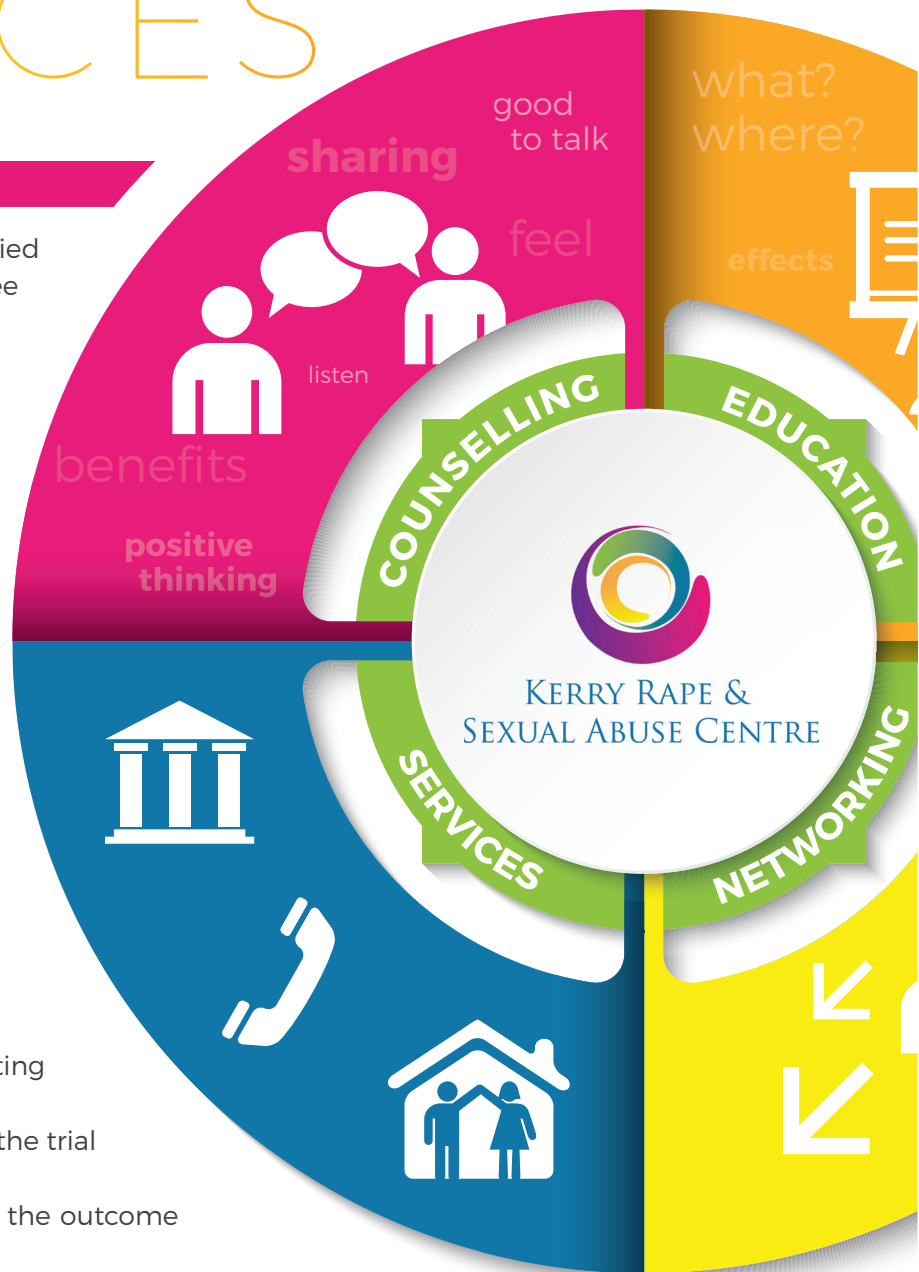 CES
good
to talk
sharing
feel
listen
benefits
positive
thinking
what?
where?
effects
ied
ee
COUNSELLING
EDUCATION
KERRY RAPE &
SEXUAL ABUSE CENTRE
SERVICES
NETWORKING
ting
the trial
the outcome